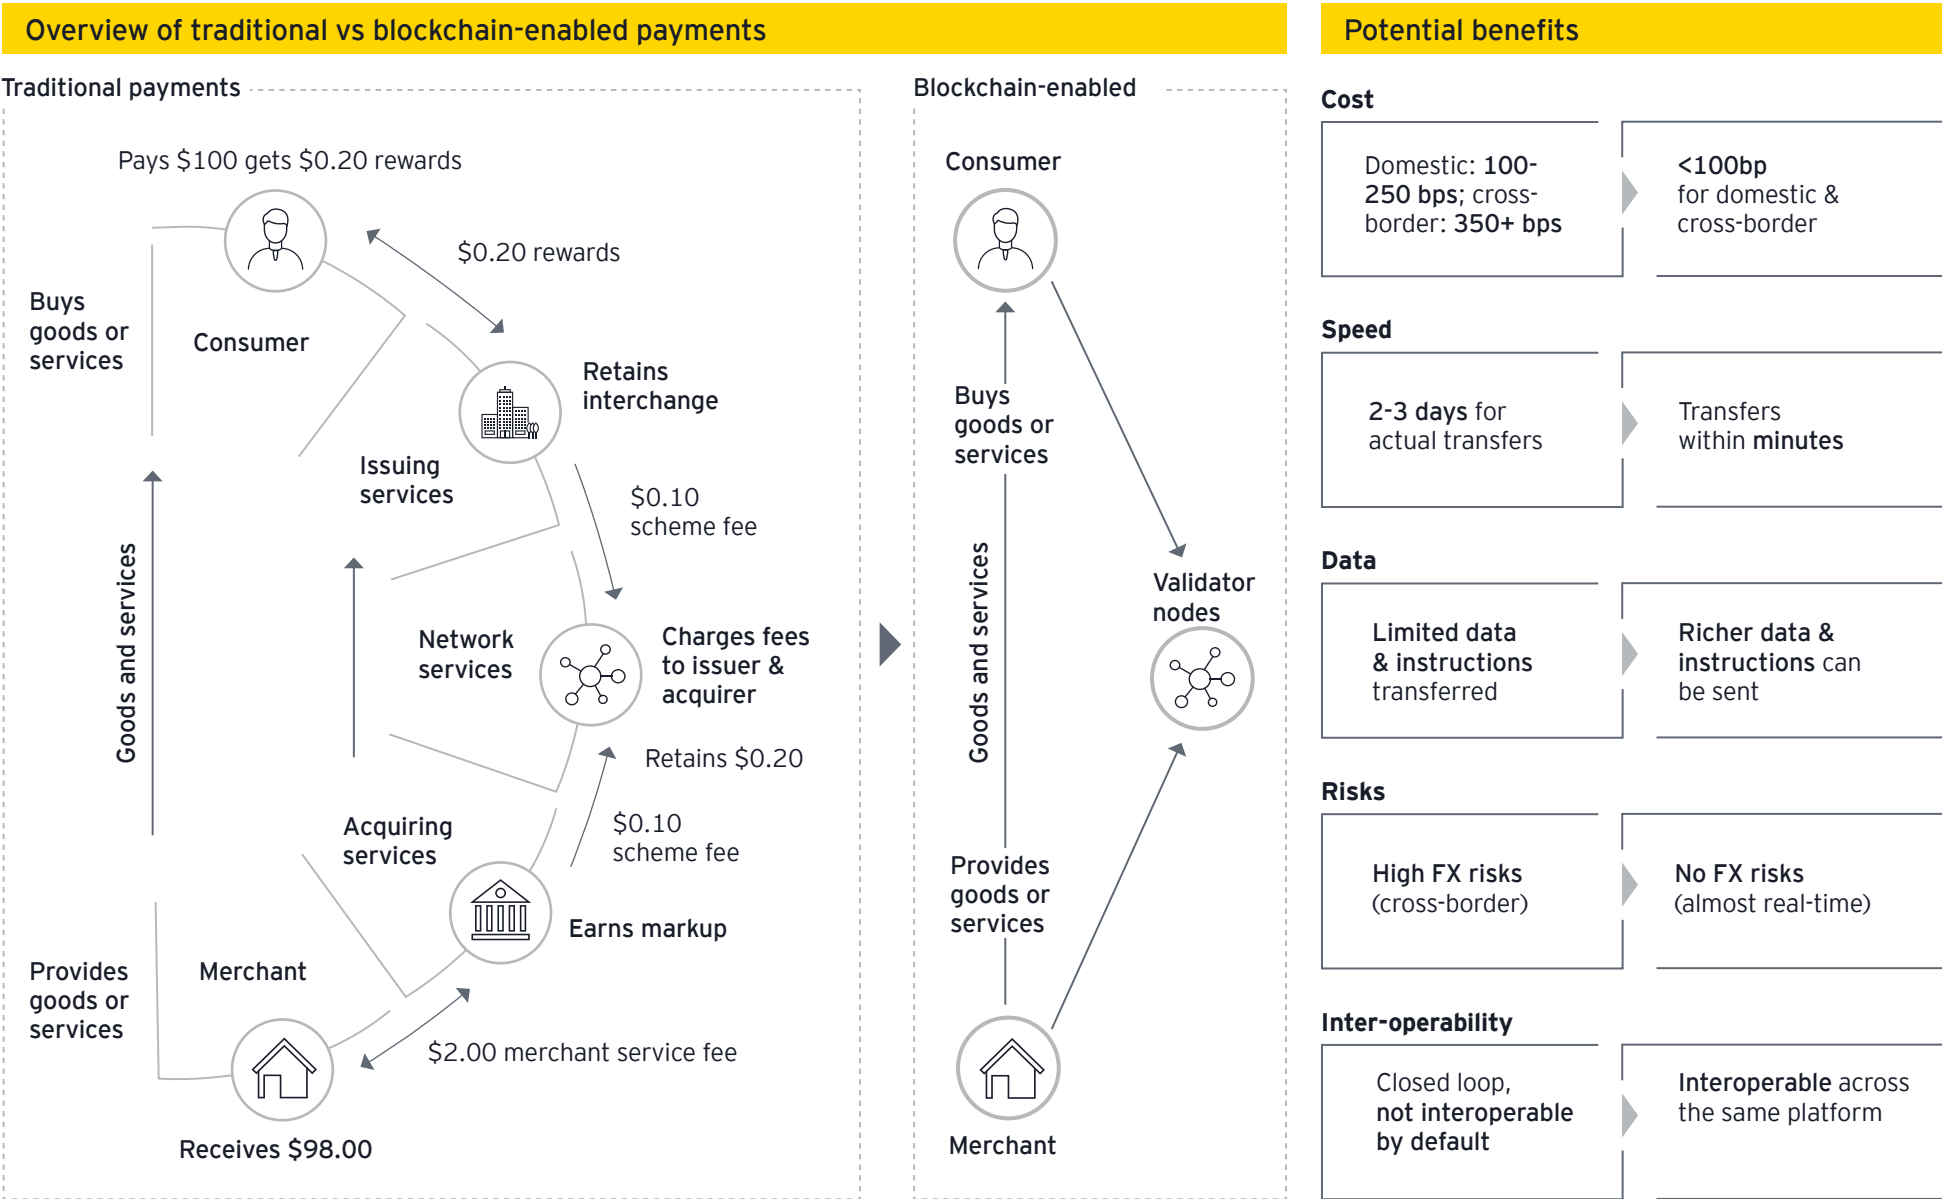 Overview of traditional vs blockchain-enabled payments
Traditional payments
Pays $100 gets $0.20 rewards
$0.20 rewards
Buys
goods or
services
Consumer
Retains
interchange
Issuing
services
$0.10
scheme fee
Goods and services
Network
services
Charges fees
to issuer &
acquirer
Retains $0.20
Acquiring
services
$0.10
scheme fee
Earns markup
Provides
goods or
services
Merchant
$2.00 merchant service fee
Receives $98.00
Blockchain-enabled
Consumer
Buys
goods or
services
Goods and services
Validator
nodes
Provides
goods or
services
Merchant
Potential benefits
Cost
Domestic: 100-
250 bps; cross-
border: 350+ bps
<100bp
for domestic &
cross-border
Speed
2-3 days for
actual transfers
Transfers
within minutes
Data
Limited data
& instructions
transferred
Richer data &
instructions can
be sent
Risks
High FX risks
(cross-border)
No FX risks
(almost real-time)
Inter-operability
Closed loop,
not interoperable
by default
Interoperable across
the same platform